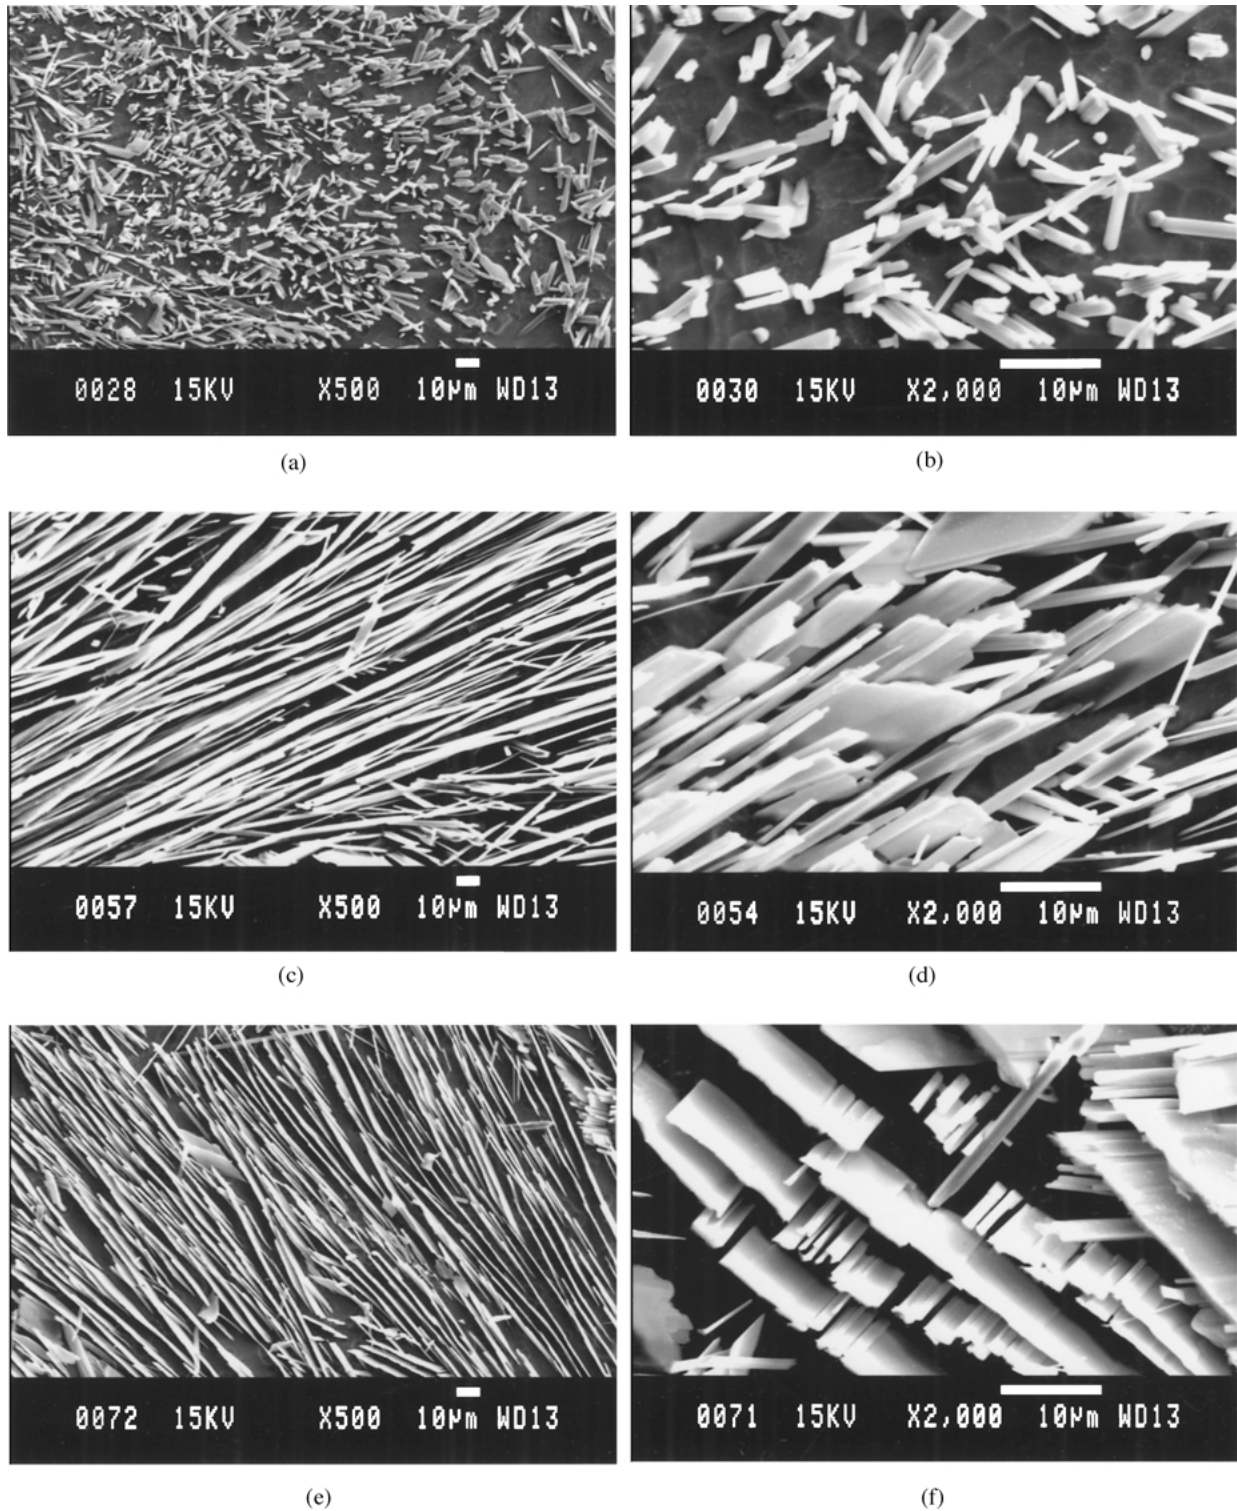 0028 15KV X500 10μm WD13
0030 15KV X2,000 10μm WD13
(a)
(b)
0057 15KV X500 10μm WD13
0054 15KV X2,000 10μm WD13
(c)
(d)
0072 15KV X500 10μm WD13
0071 15KV X2,000 10μm WD13
(e)
(f)